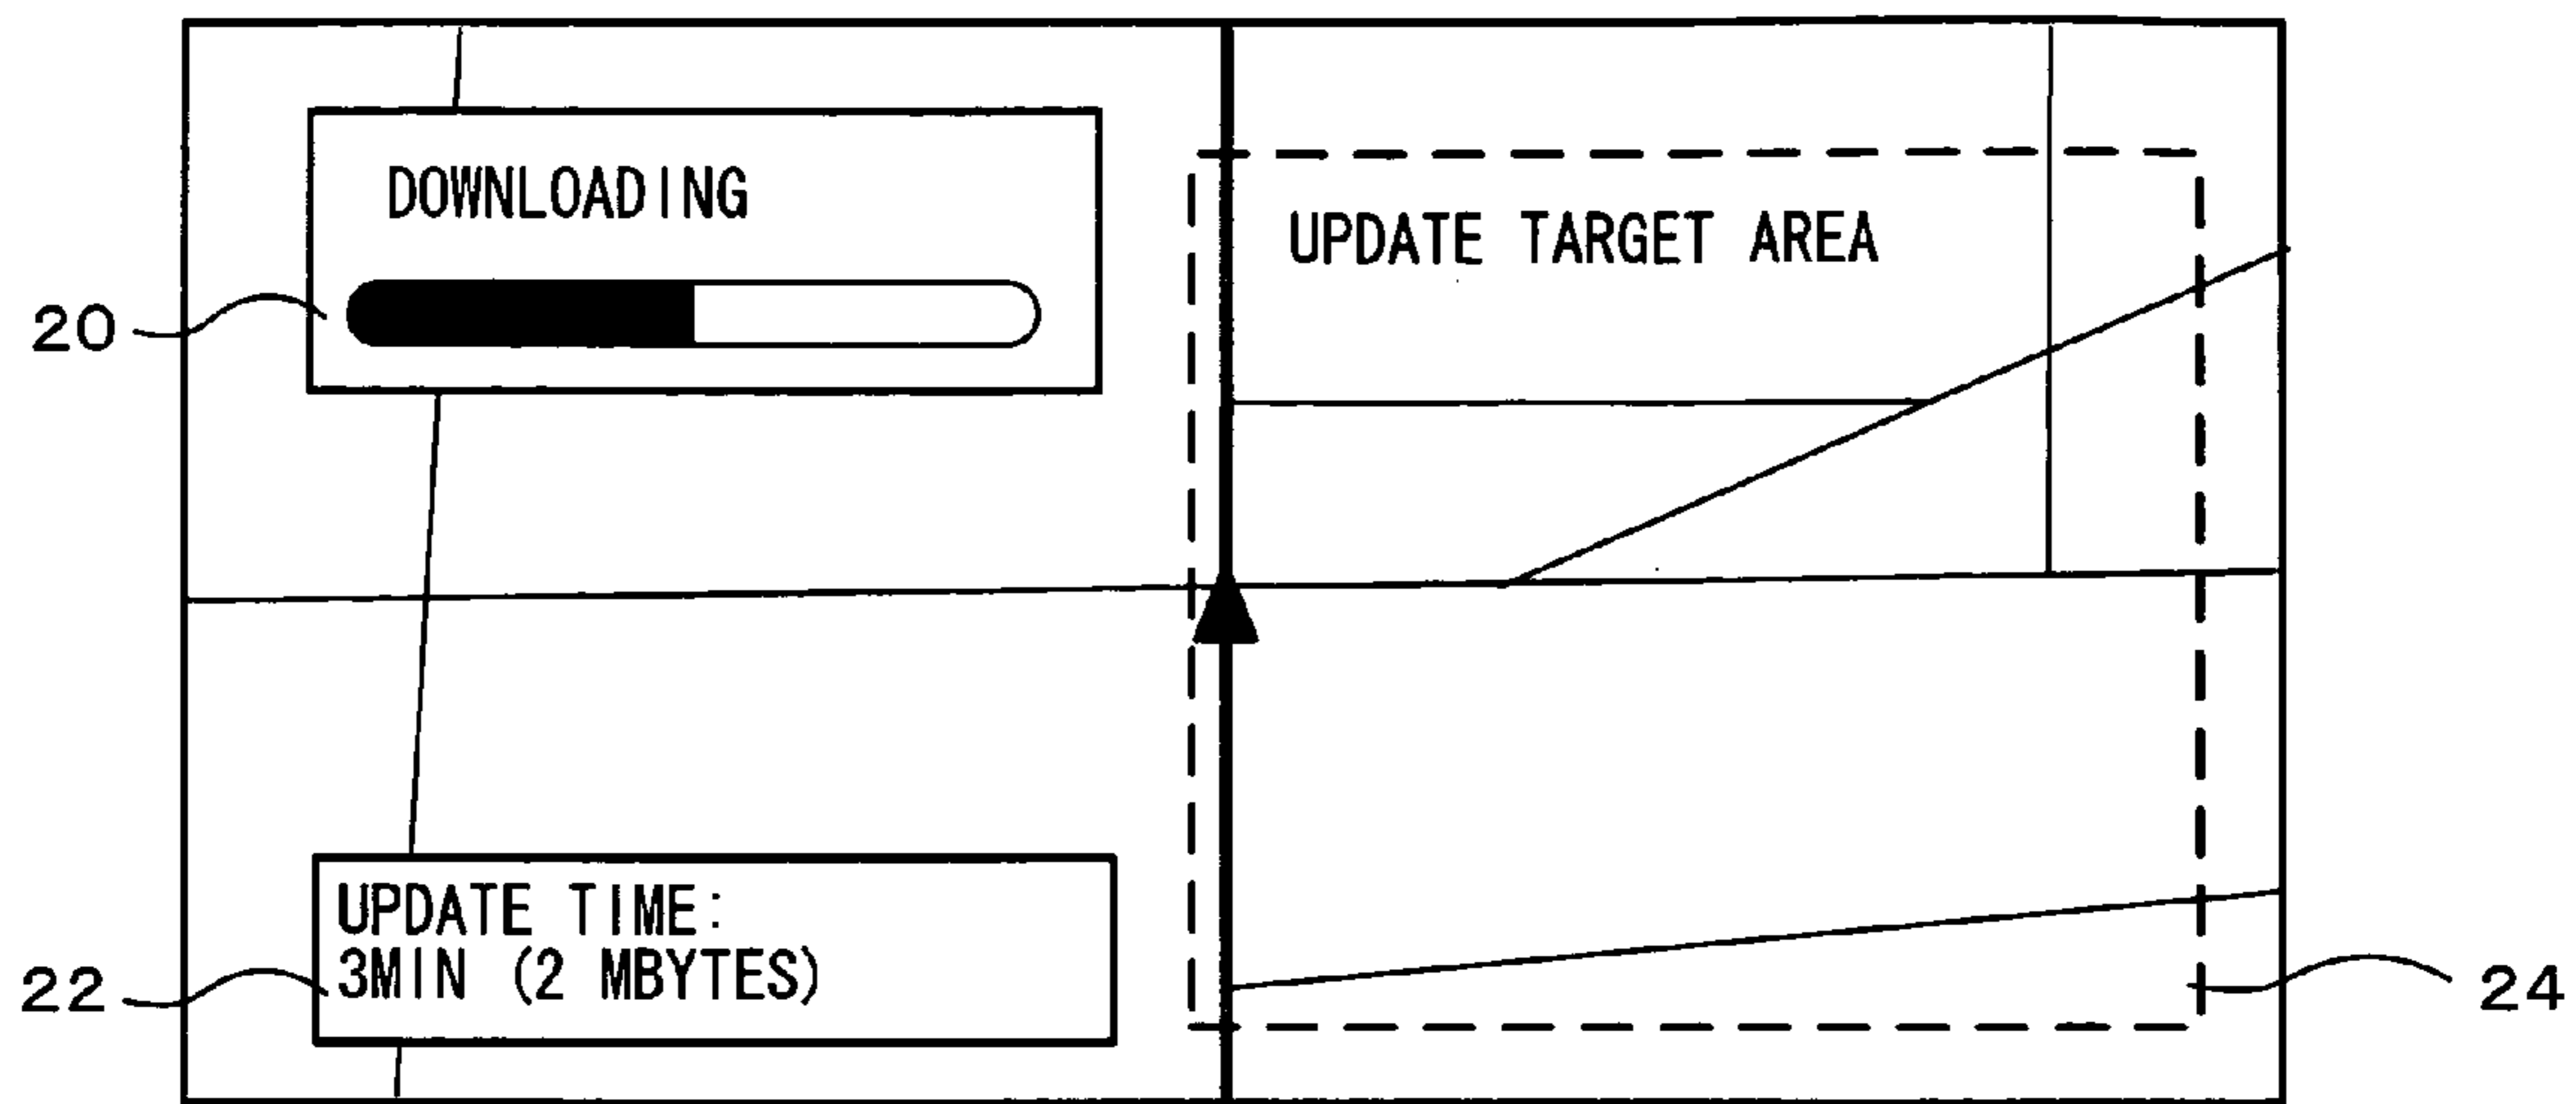 DOWNLOADING
UPDATE TARGET AREA
20
UPDATE TIME:
3MIN (2 MBYTES)
22
24